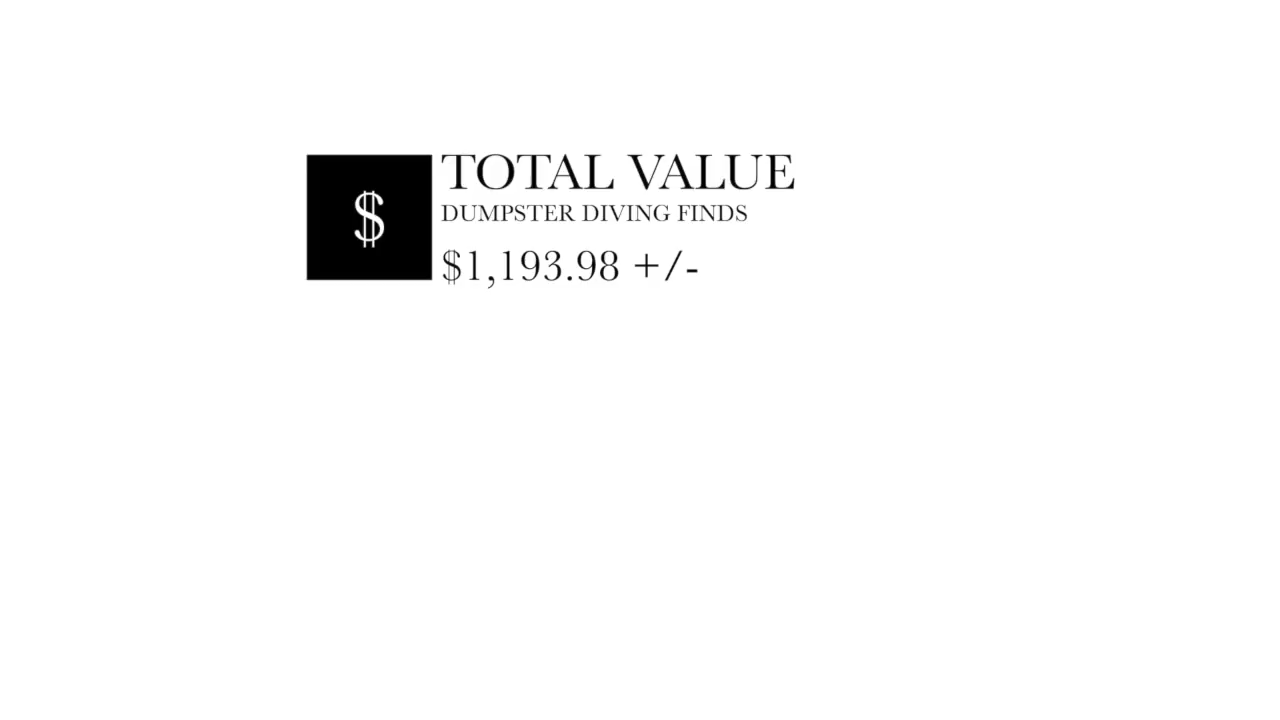 $
TOTAL VALUE
DUMPSTER DIVING FINDS
$1,193.98 +/-